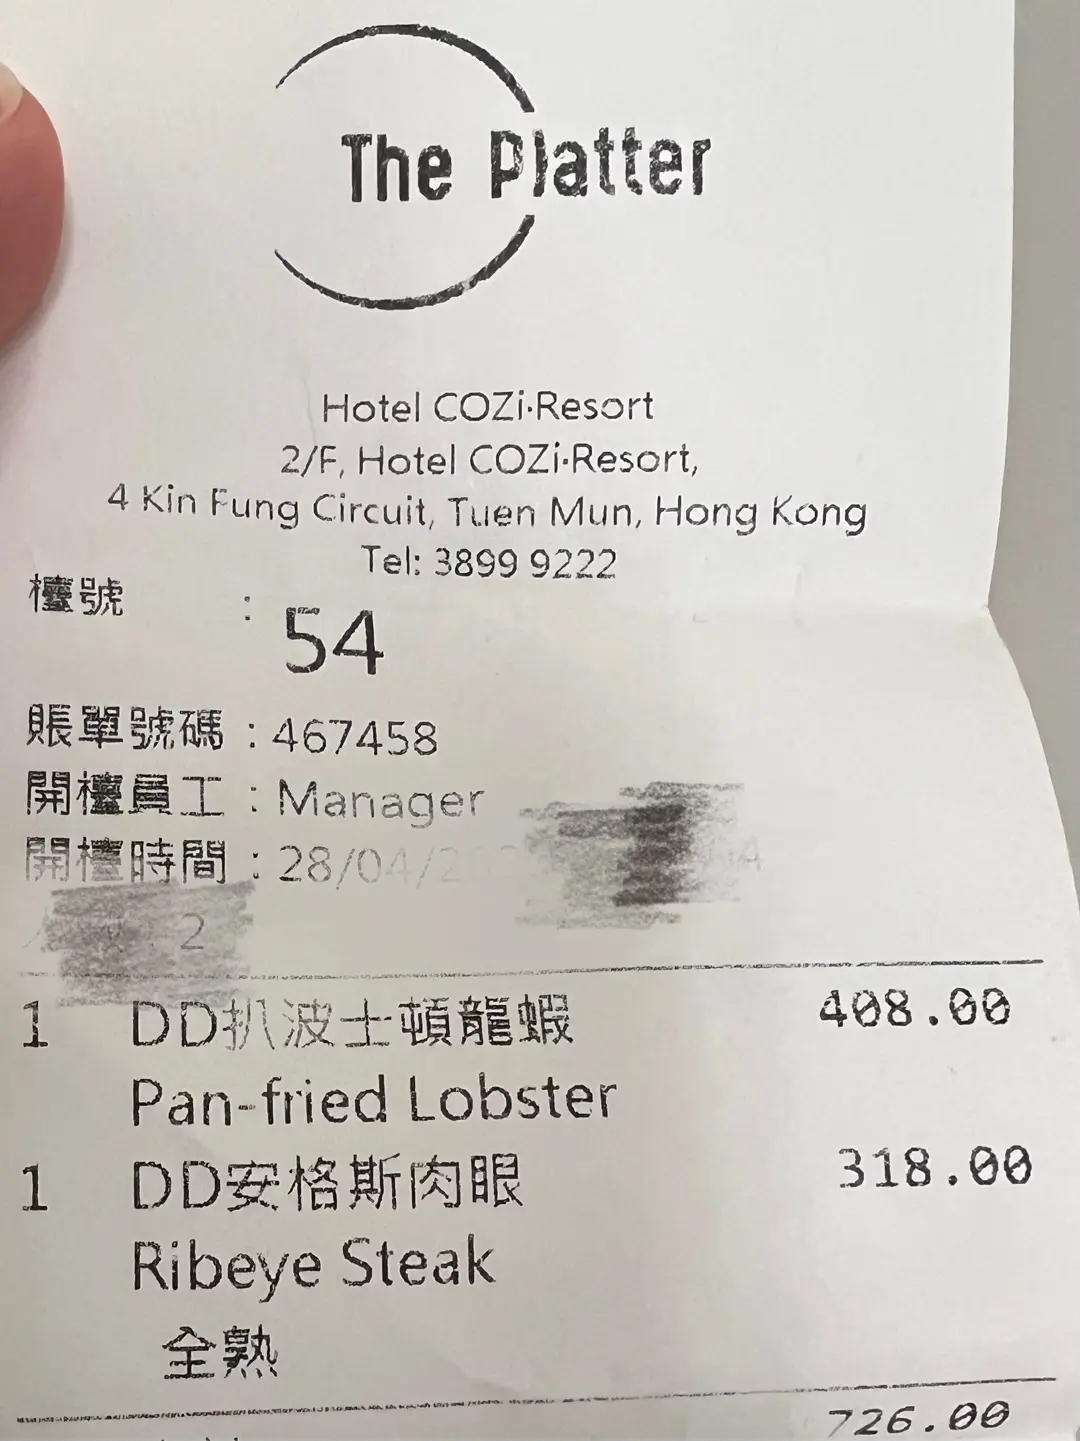 The Platter
Hotel COZi·Resort
2/F, Hotel COZi·Resort,
4 Kin Fung Circuit, Tuen Mun, Hong Kong
Tel: 3899 9222
檯號 : 54
賬單號碼 : 467458
開檯員工 : Manager
開檯時間 : 28/04/2
: 2
1 DD扒波士頓龍蝦 408.00
Pan-fried Lobster
1 DD安格斯肉眼 318.00
Ribeye Steak
全熟
726.00